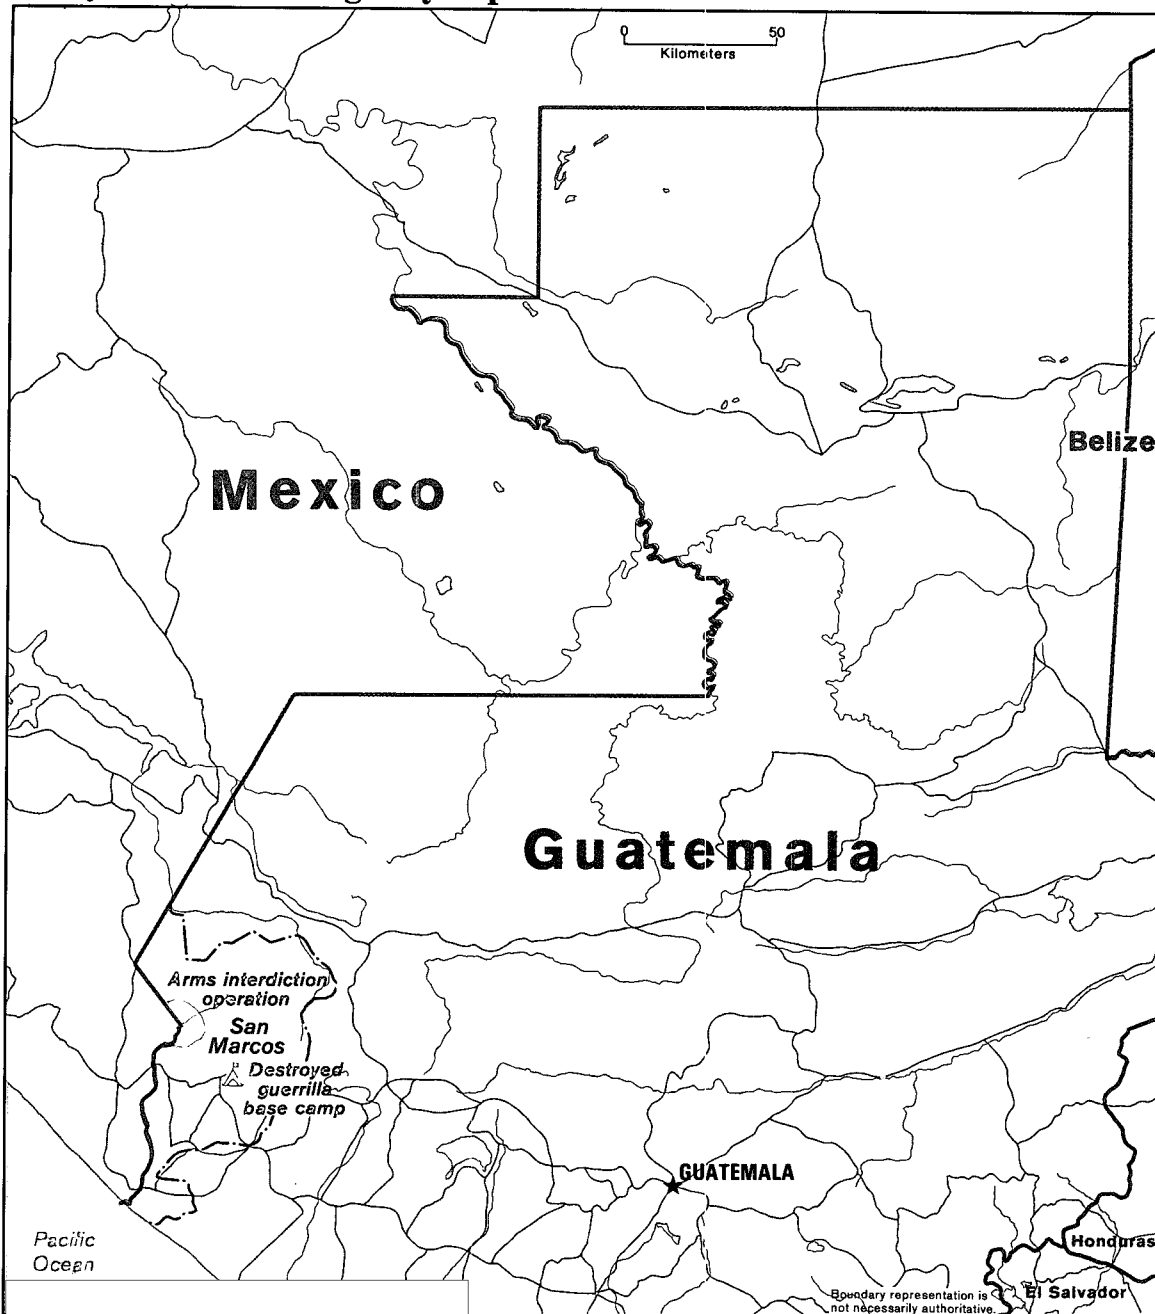 0 50
Kilometers
Belize
Mexico
Guatemala
Arms interdiction
operation
San
Marcos
Destroyed
guerrilla
base camp
GUATEMALA
Pacific
Ocean
Honduras
El Salvador
Boundary representation is
not necessarily authoritative.